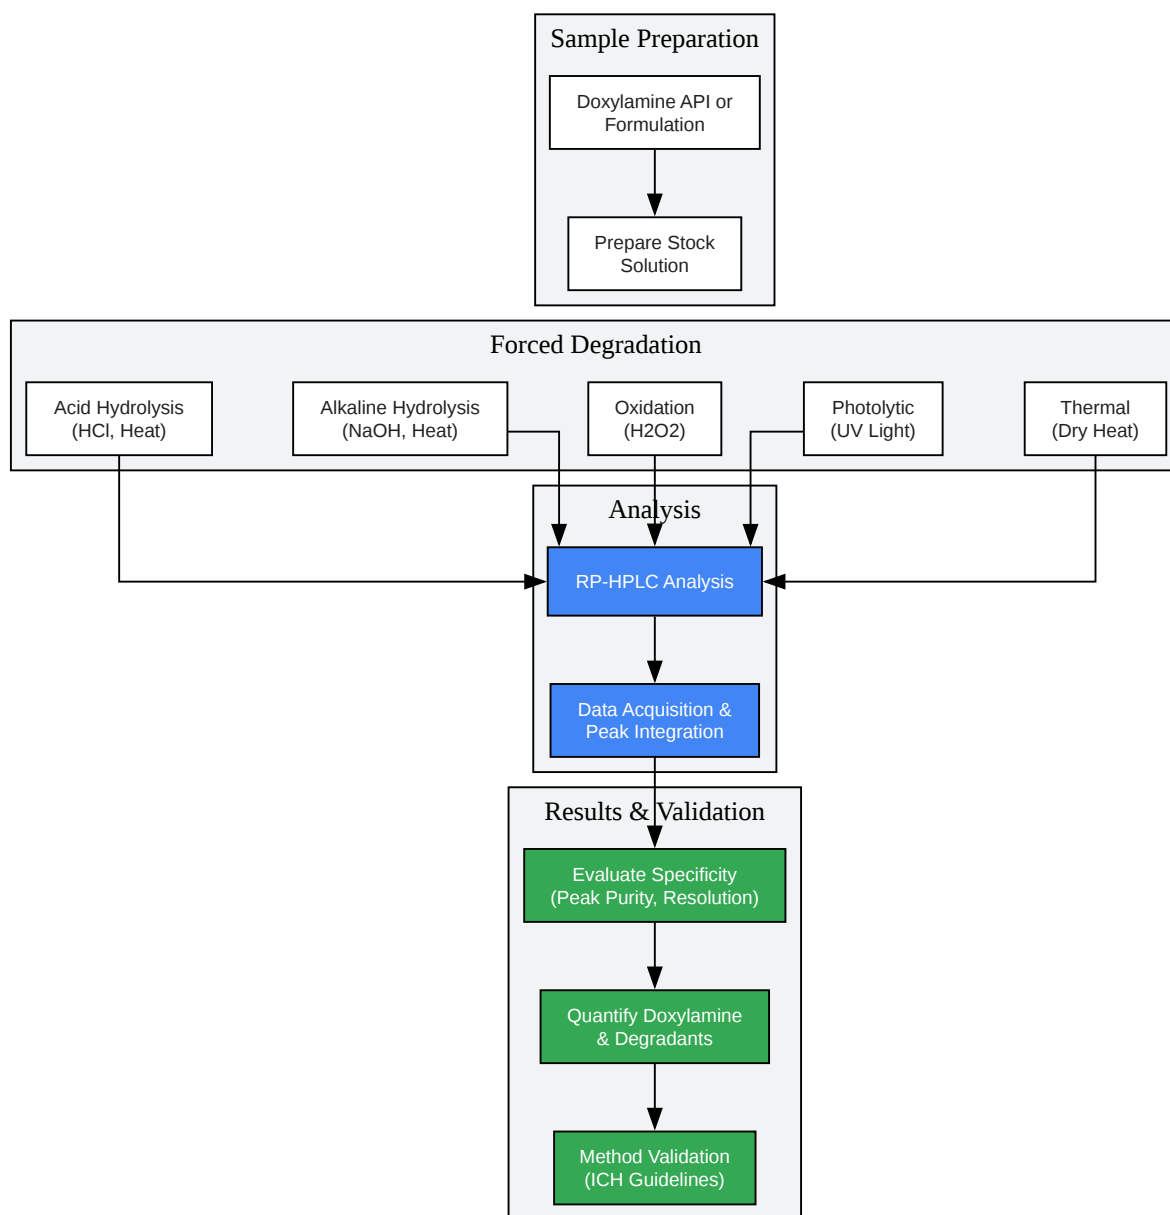 Sample Preparation
Doxylamine API or
Formulation
Prepare Stock
Solution
Forced Degradation
Acid Hydrolysis
(HCl, Heat)
Alkaline Hydrolysis
(NaOH, Heat)
Oxidation
(H2O2)
Photolytic
(UV Light)
Thermal
(Dry Heat)
Analysis
RP-HPLC Analysis
Data Acquisition &
Peak Integration
Results & Validation
Evaluate Specificity
(Peak Purity, Resolution)
Quantify Doxylamine
& Degradants
Method Validation
(ICH Guidelines)